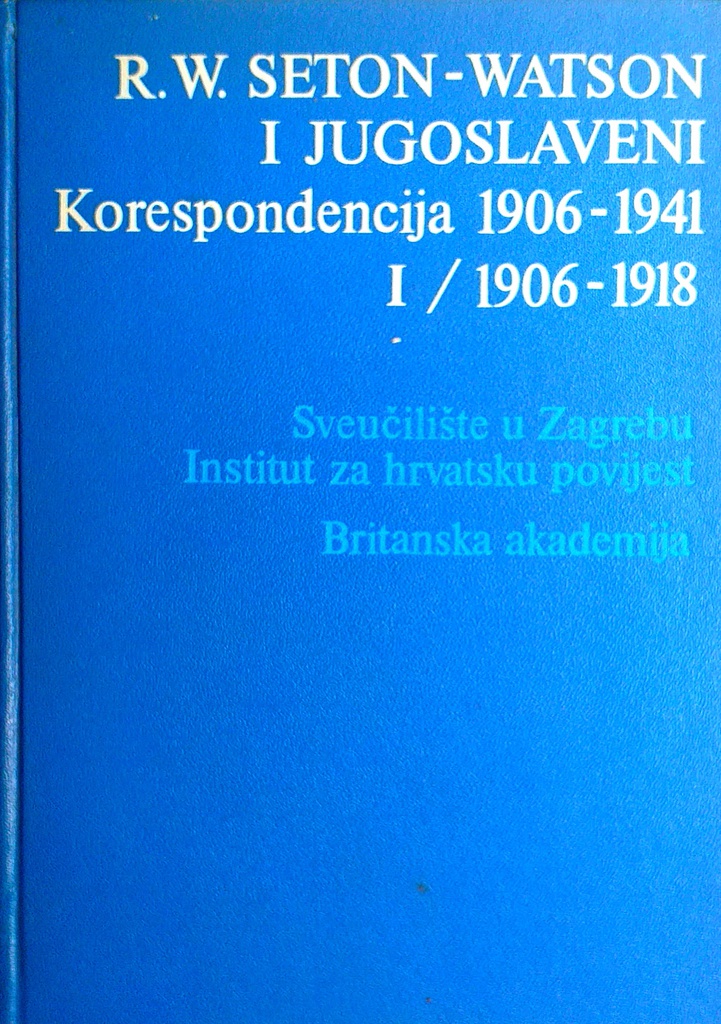 R. W. SETON-WATSON
I JUGOSLAVENI
Korespondencija 1906-1941
I / 1906-1918
Sveučilište u Zagrebu
Institut za hrvatsku povijest
Britanska akademija